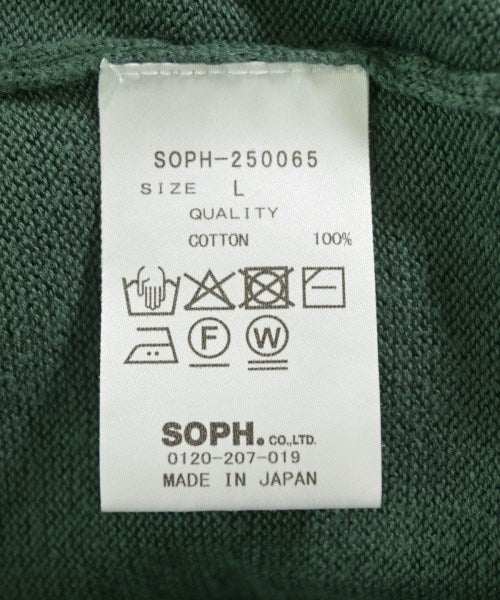 SOPH-250065
SIZE L
QUALITY
COTTON 100%
F W
SOPH. CO.,LTD.
0120-207-019
MADE IN JAPAN